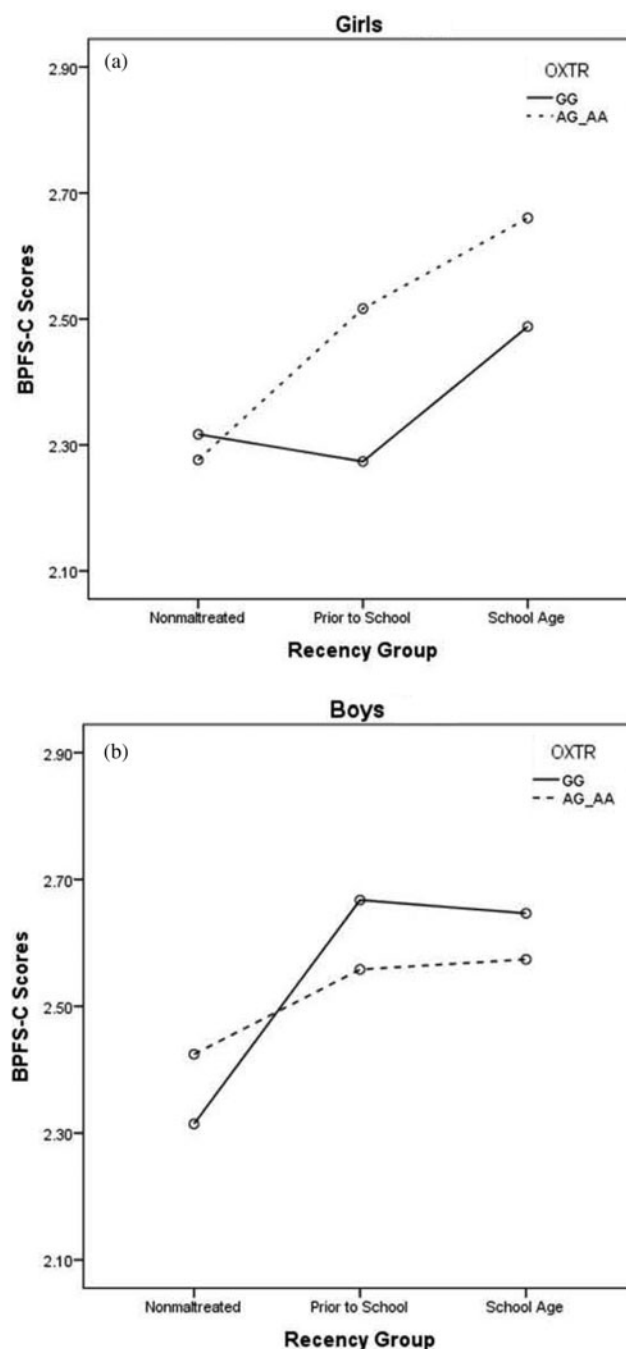 Girls
(a)
OXTR
GG
AG_AA
2.90
2.70
2.50
2.30
2.10
BPFS-C Scores
Nonmaltreated Prior to School School Age
Recency Group
Boys
(b)
OXTR
GG
AG_AA
2.90
2.70
2.50
2.30
2.10
BPFS-C Scores
Nonmaltreated Prior to School School Age
Recency Group